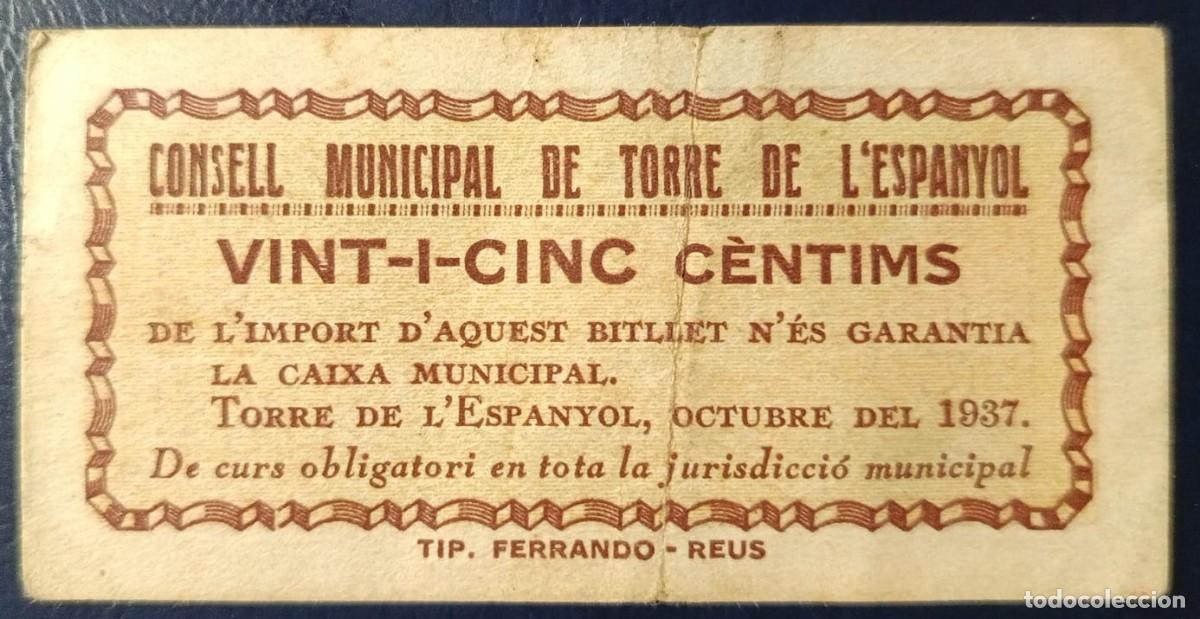 CONSELL MUNICIPAL DE TORRE DE L'ESPANYOL
VINT-I-CINC CÈNTIMS
DE L'IMPORT D'AQUEST BITLLET N'ÉS GARANTIA
LA CAIXA MUNICIPAL.
TORRE DE L'ESPANYOL, OCTUBRE DEL 1937.
De curs obligatori en tota la jurisdicció municipal
TIP. FERRANDO - REUS
todocoleccion